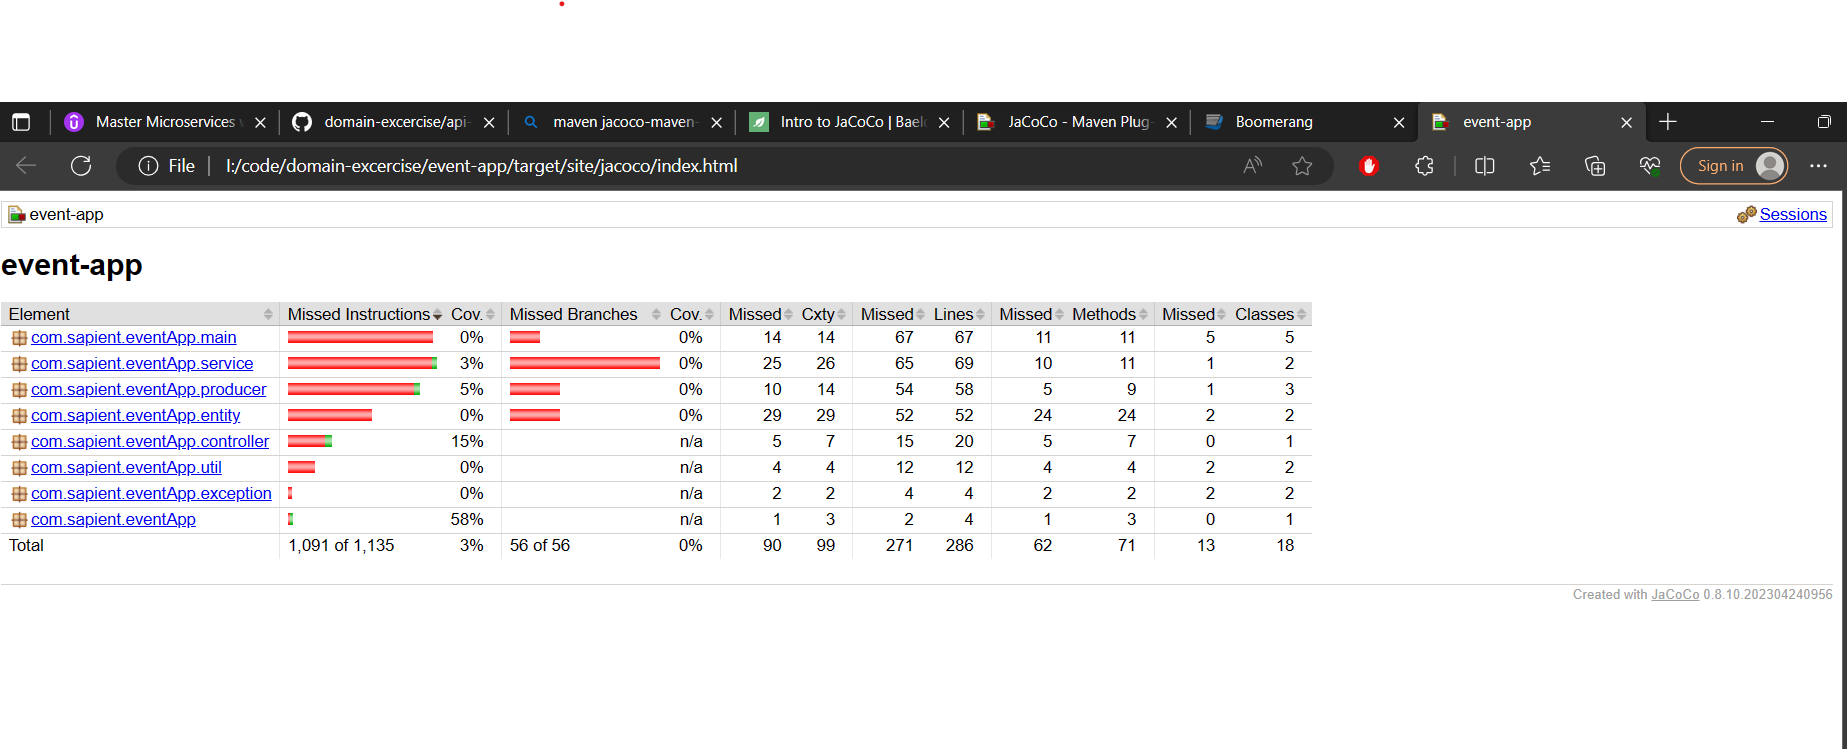 Master Microservices
domain-excercise/api-
maven jacoco-maven-
Intro to JaCoCo | Bael
JaCoCo - Maven Plug-
Boomerang
event-app
File
I:/code/domain-excercise/event-app/target/site/jacoco/index.html
Sign in
event-app
Sessions
event-app
Element Missed Instructions Cov. Missed Branches Cov. Missed Cxty Missed Lines Missed Methods Missed Classes
com.sapient.eventApp.main 0% 0% 14 14 67 67 11 11 5 5
com.sapient.eventApp.service 3% 0% 25 26 65 69 10 11 1 2
com.sapient.eventApp.producer 5% 0% 10 14 54 58 5 9 1 3
com.sapient.eventApp.entity 0% 0% 29 29 52 52 24 24 2 2
com.sapient.eventApp.controller 15% n/a 5 7 15 20 5 7 0 1
com.sapient.eventApp.util 0% n/a 4 4 12 12 4 4 2 2
com.sapient.eventApp.exception 0% n/a 2 2 4 4 2 2 2 2
com.sapient.eventApp 58% n/a 1 3 2 4 1 3 0 1
Total 1,091 of 1,135 3% 56 of 56 0% 90 99 271 286 62 71 13 18
Created with JaCoCo 0.8.10.202304240956